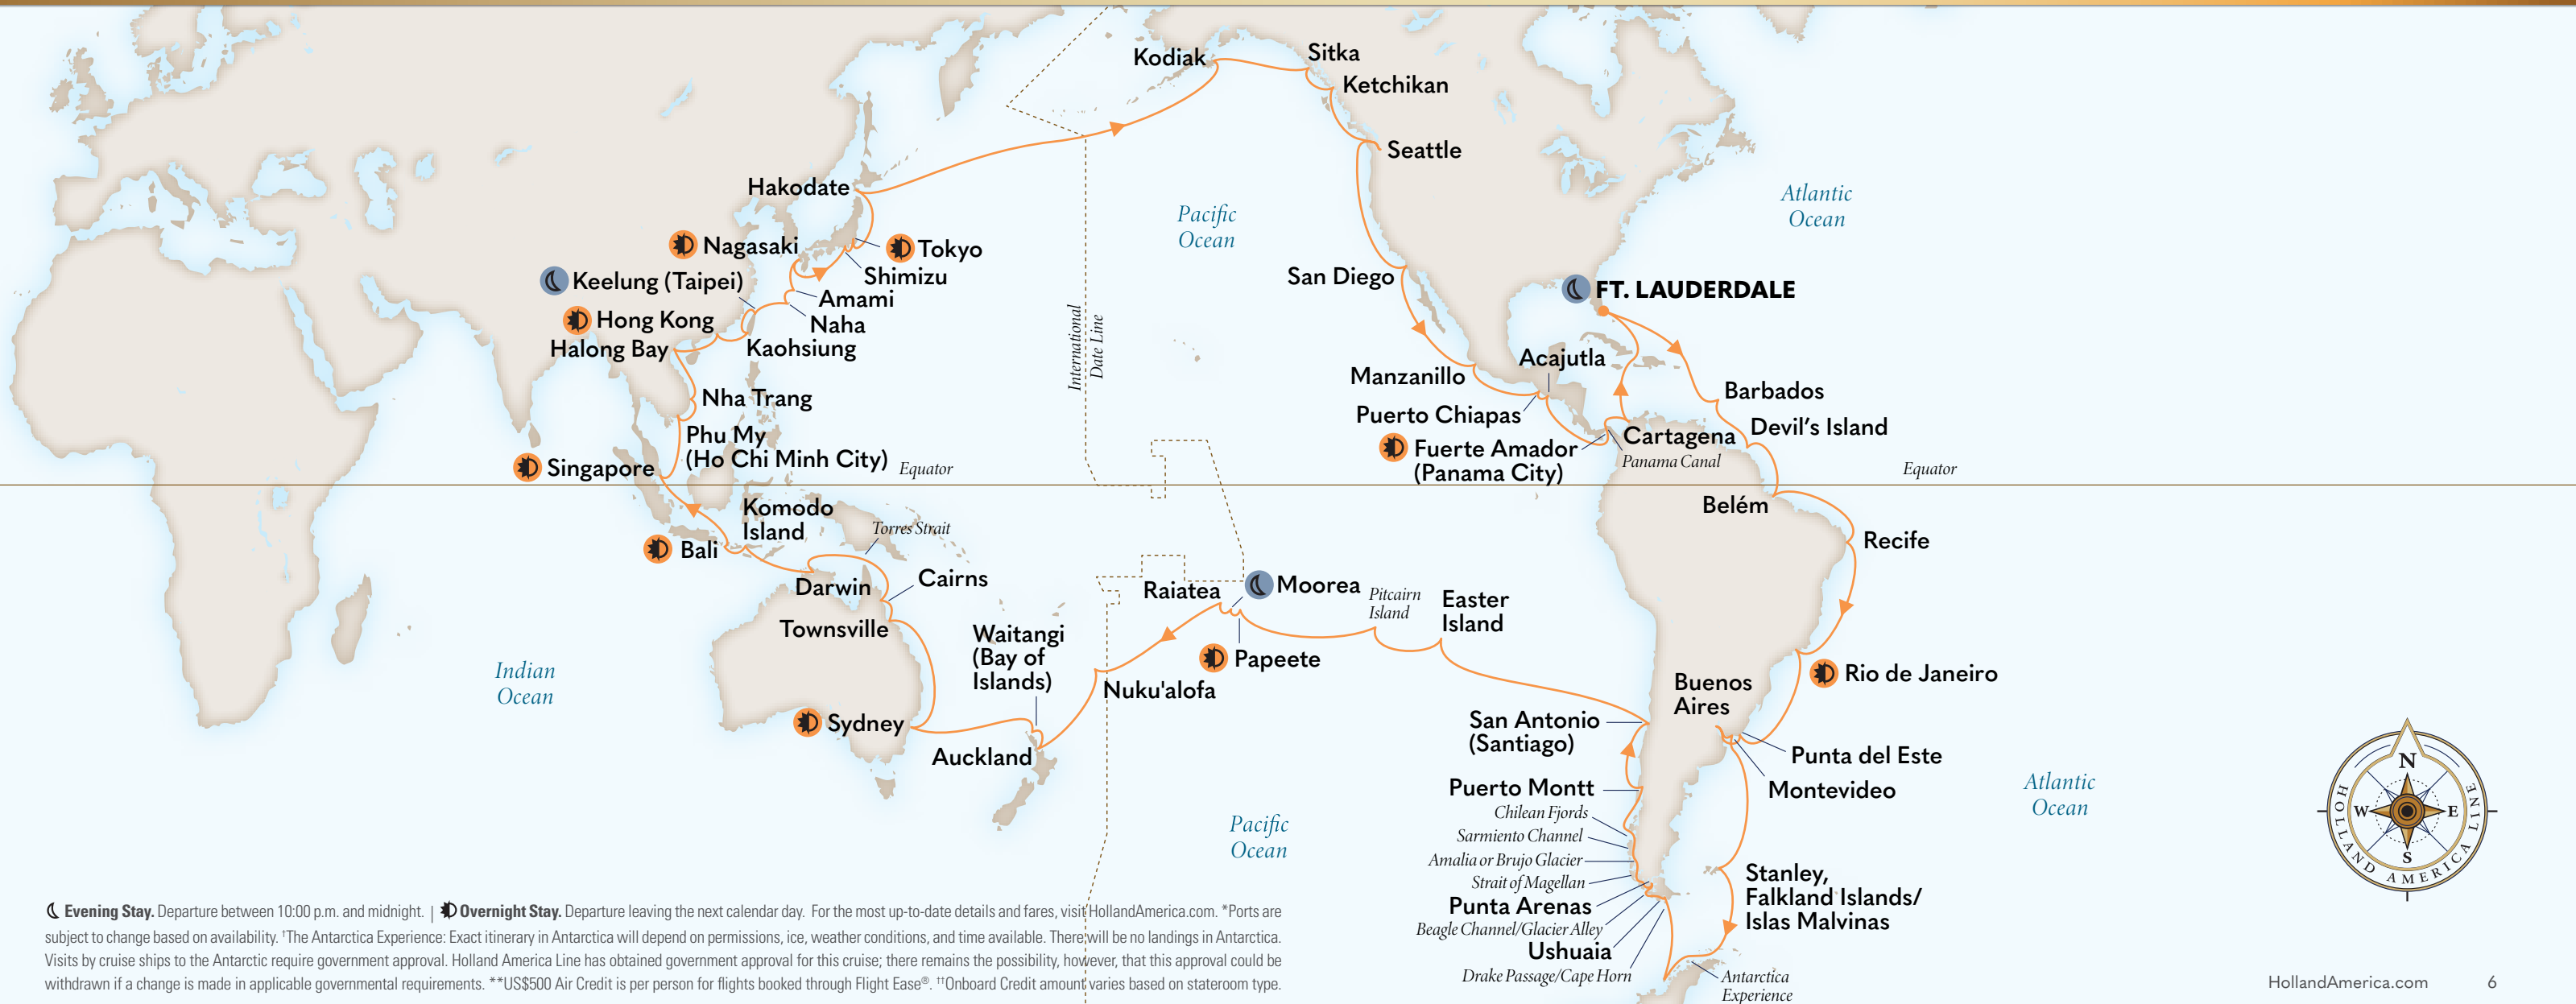 Kodiak
Sitka
Ketchikan
Seattle
Hakodate
Atlantic
Ocean
Pacific
Ocean
Nagasaki
Tokyo
Shimizu
Keelung (Taipei)
Amami
Naha
Hong Kong
Halong Bay
Kaohsiung
San Diego
FT. LAUDERDALE
International
Date Line
Acajutla
Manzanillo
Puerto Chiapas
Barbados
Devil's Island
Nha Trang
Phu My
(Ho Chi Minh City)
Cartagena
Panama Canal
Fuerte Amador
(Panama City)
Singapore
Equator
Equator
Belém
Komodo
Island
Torres Strait
Bali
Recife
Darwin
Cairns
Townsville
Raiatea
Moorea
Pitcairn
Island
Easter
Island
Waitangi
(Bay of
Islands)
Papeete
Nuku'alofa
Indian
Ocean
Rio de Janeiro
Buenos
Aires
Sydney
Auckland
San Antonio
(Santiago)
Punta del Este
Montevideo
Puerto Montt
Chilean Fjords
Sarmiento Channel
Amalia or Brujo Glacier
Strait of Magellan
Punta Arenas
Beagle Channel/Glacier Alley
Ushuaia
Drake Passage/Cape Horn
Pacific
Ocean
Atlantic
Ocean
Stanley,
Falkland Islands/
Islas Malvinas
Antarctica
Experience
N
W
E
S
HOLLAND AMERICA LINE
Evening Stay. Departure between 10:00 p.m. and midnight. | Overnight Stay. Departure leaving the next calendar day. For the most up-to-date details and fares, visit HollandAmerica.com. *Ports are
subject to change based on availability. †The Antarctica Experience: Exact itinerary in Antarctica will depend on permissions, ice, weather conditions, and time available. There will be no landings in Antarctica.
Visits by cruise ships to the Antarctic require government approval. Holland America Line has obtained government approval for this cruise; there remains the possibility, however, that this approval could be
withdrawn if a change is made in applicable governmental requirements. **US$500 Air Credit is per person for flights booked through Flight Ease®. ††Onboard Credit amount varies based on stateroom type.
HollandAmerica.com 6